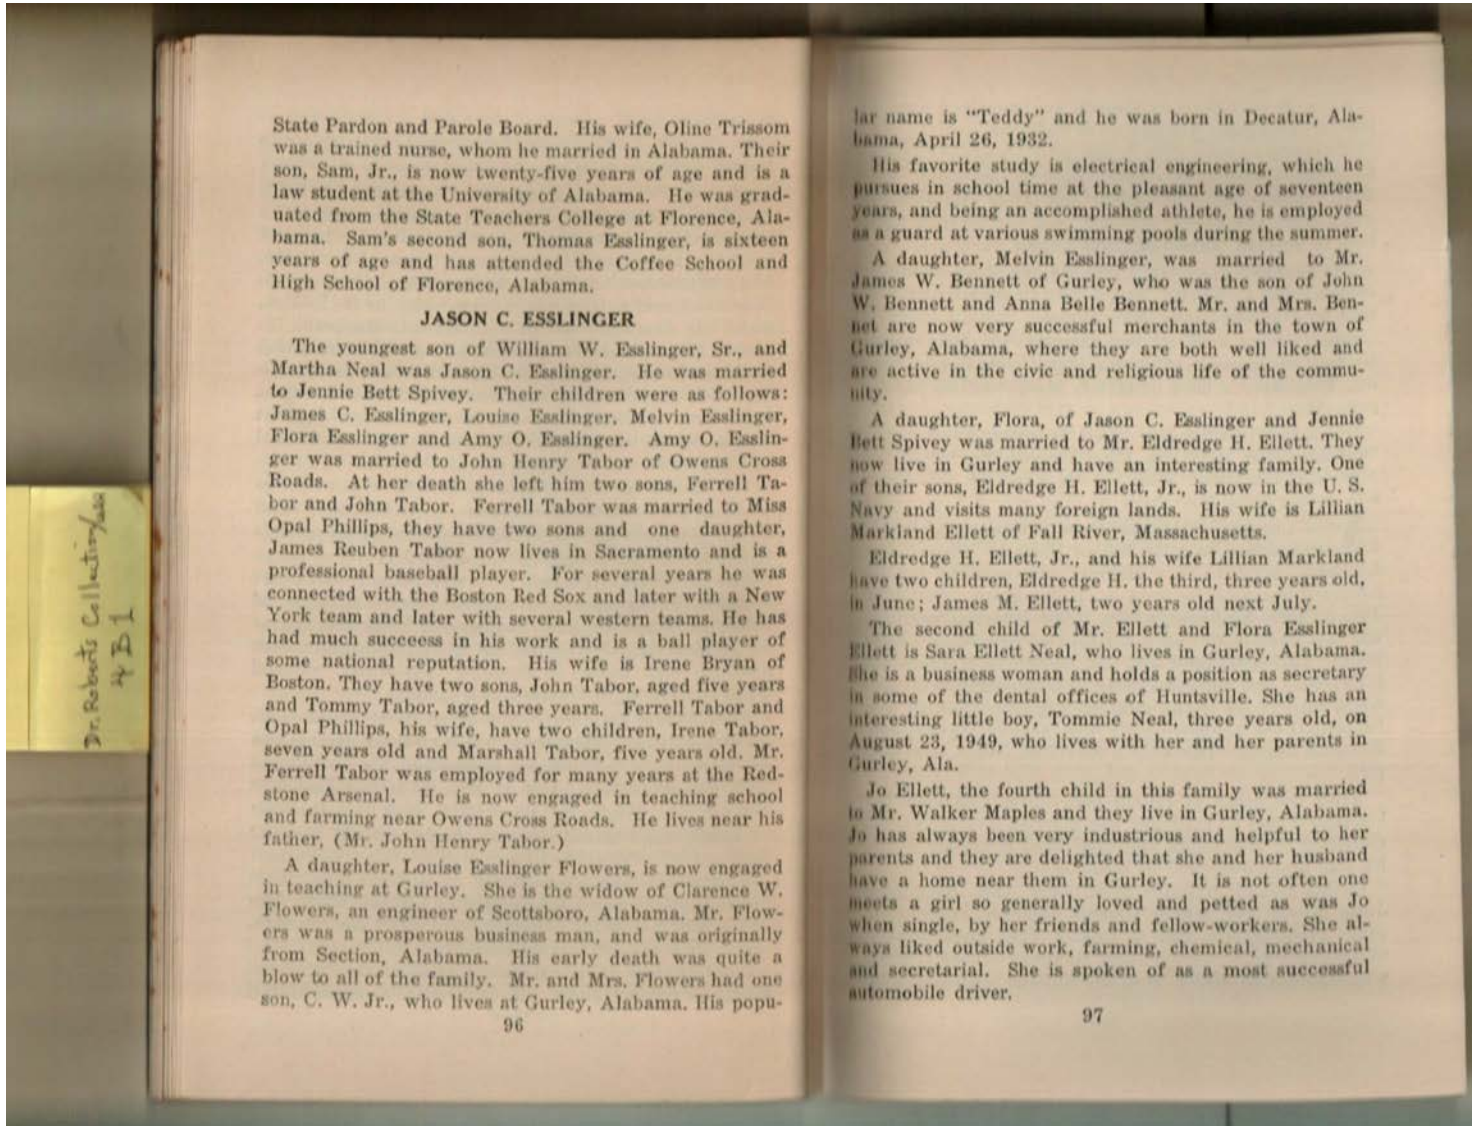 Dr. Roberts Collection
4 B 1
State Pardon and Parole Board. His wife, Oline Trissom
was a trained nurse, whom he married in Alabama. Their
son, Sam, Jr., is now twenty-five years of age and is a
law student at the University of Alabama. He was grad-
uated from the State Teachers College at Florence, Ala-
bama. Sam's second son, Thomas Esslinger, is sixteen
years of age and has attended the Coffee School and
High School of Florence, Alabama.
JASON C. ESSLINGER
The youngest son of William W. Esslinger, Sr., and
Martha Neal was Jason C. Esslinger. He was married
to Jennie Bett Spivey. Their children were as follows:
James C. Esslinger, Louise Esslinger, Melvin Esslinger,
Flora Esslinger and Amy O. Esslinger. Amy O. Esslin-
ger was married to John Henry Tabor of Owens Cross
Roads. At her death she left him two sons, Ferrell Ta-
bor and John Tabor. Ferrell Tabor was married to Miss
Opal Phillips, they have two sons and one daughter,
James Reuben Tabor now lives in Sacramento and is a
professional baseball player. For several years he was
connected with the Boston Red Sox and later with a New
York team and later with several western teams. He has
had much succeess in his work and is a ball player of
some national reputation. His wife is Irene Bryan of
Boston. They have two sons, John Tabor, aged five years
and Tommy Tabor, aged three years. Ferrell Tabor and
Opal Phillips, his wife, have two children, Irene Tabor,
seven years old and Marshall Tabor, five years old. Mr.
Ferrell Tabor was employed for many years at the Red-
stone Arsenal. He is now engaged in teaching school
and farming near Owens Cross Roads. He lives near his
father, (Mr. John Henry Tabor.)
A daughter, Louise Esslinger Flowers, is now engaged
in teaching at Gurley. She is the widow of Clarence W.
Flowers, an engineer of Scottsboro, Alabama. Mr. Flow-
ers was a prosperous business man, and was originally
from Section, Alabama. His early death was quite a
blow to all of the family. Mr. and Mrs. Flowers had one
son, C. W. Jr., who lives at Gurley, Alabama. His popu-
96
lar name is "Teddy" and he was born in Decatur, Ala-
bama, April 26, 1932.
His favorite study is electrical engineering, which he
pursues in school time at the pleasant age of seventeen
years, and being an accomplished athlete, he is employed
as a guard at various swimming pools during the summer.
A daughter, Melvin Esslinger, was married to Mr.
James W. Bennett of Gurley, who was the son of John
W. Bennett and Anna Belle Bennett. Mr. and Mrs. Ben-
net are now very successful merchants in the town of
Gurley, Alabama, where they are both well liked and
are active in the civic and religious life of the commu-
nity.
A daughter, Flora, of Jason C. Esslinger and Jennie
Bett Spivey was married to Mr. Eldredge H. Ellett. They
now live in Gurley and have an interesting family. One
of their sons, Eldredge H. Ellett, Jr., is now in the U. S.
Navy and visits many foreign lands. His wife is Lillian
Markland Ellett of Fall River, Massachusetts.
Eldredge H. Ellett, Jr., and his wife Lillian Markland
have two children, Eldredge H. the third, three years old,
in June; James M. Ellett, two years old next July.
The second child of Mr. Ellett and Flora Esslinger
Ellett is Sara Ellett Neal, who lives in Gurley, Alabama.
She is a business woman and holds a position as secretary
in some of the dental offices of Huntsville. She has an
interesting little boy, Tommie Neal, three years old, on
August 23, 1949, who lives with her and her parents in
Gurley, Ala.
Jo Ellett, the fourth child in this family was married
to Mr. Walker Maples and they live in Gurley, Alabama.
Jo has always been very industrious and helpful to her
parents and they are delighted that she and her husband
have a home near them in Gurley. It is not often one
meets a girl so generally loved and petted as was Jo
when single, by her friends and fellow-workers. She al-
ways liked outside work, farming, chemical, mechanical
and secretarial. She is spoken of as a most successful
automobile driver.
97